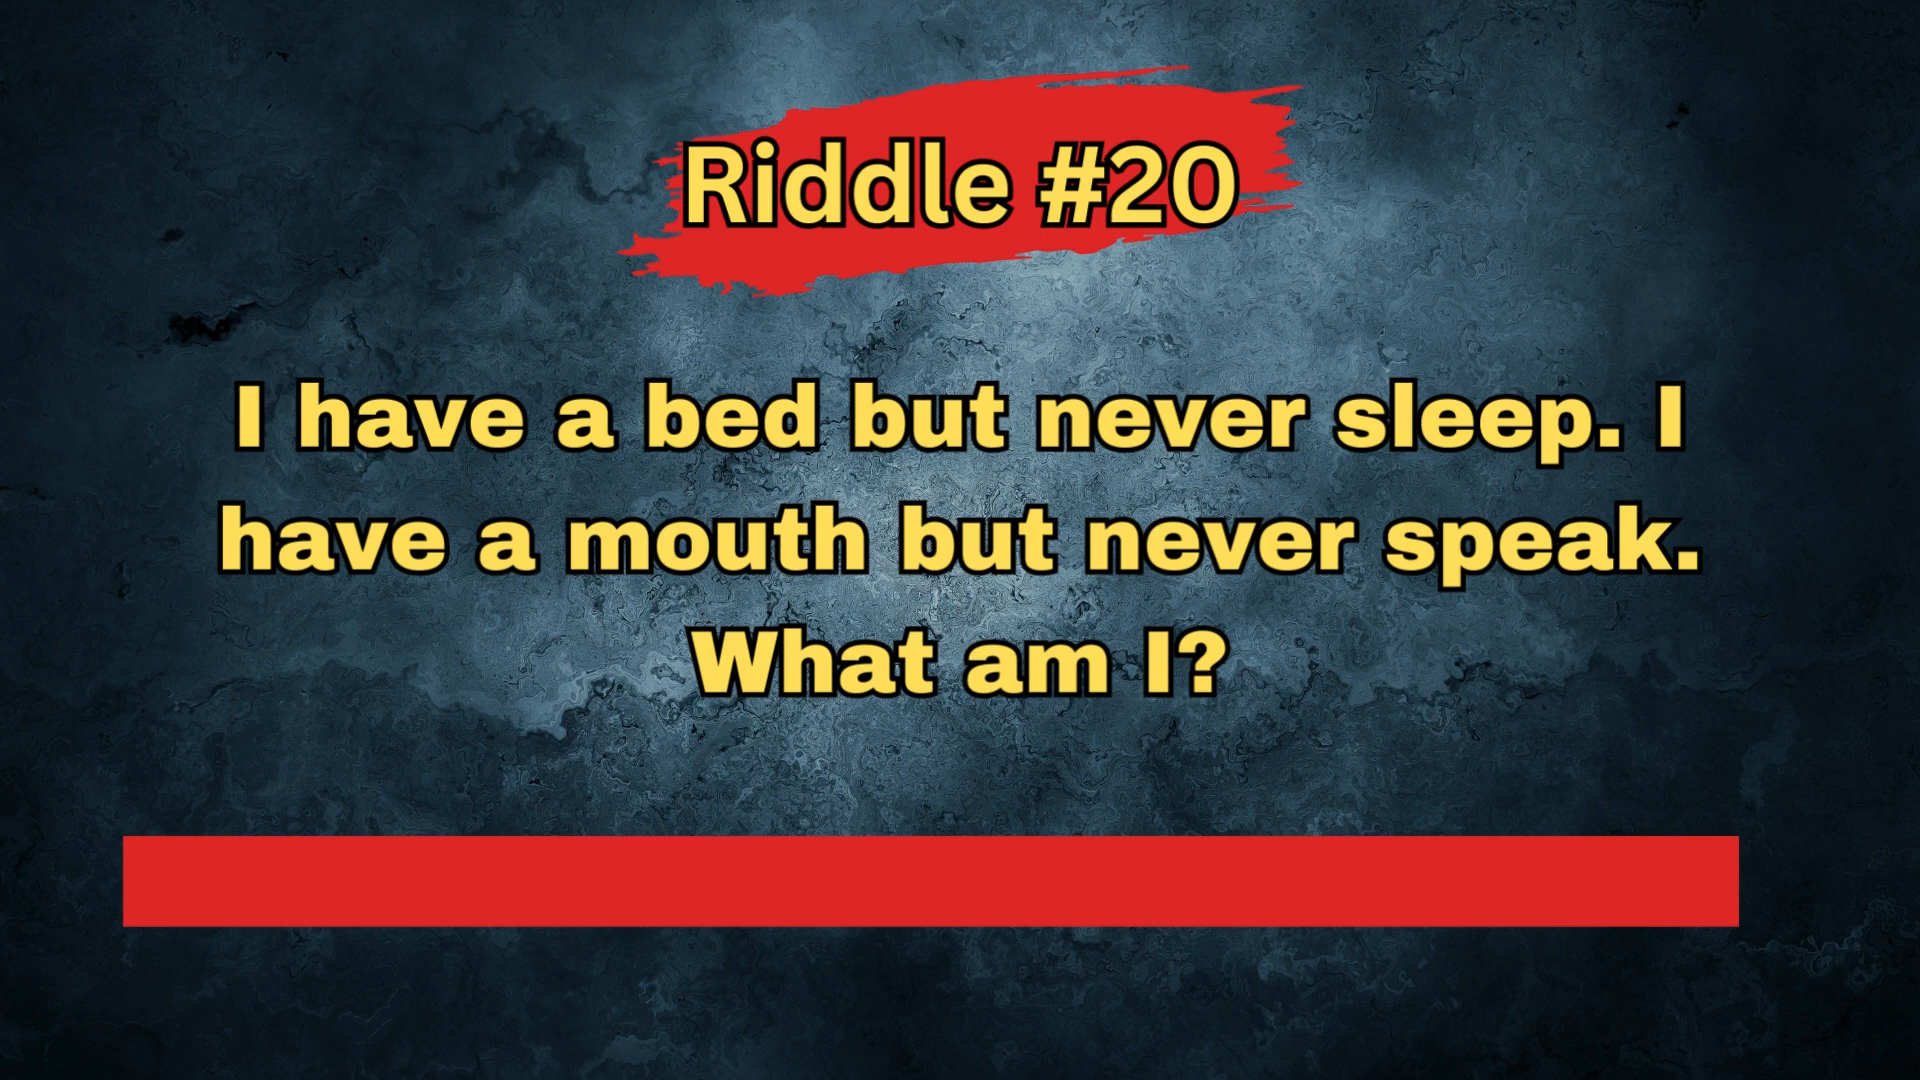 Riddle #20
I have a bed but never sleep. I
have a mouth but never speak.
What am I?